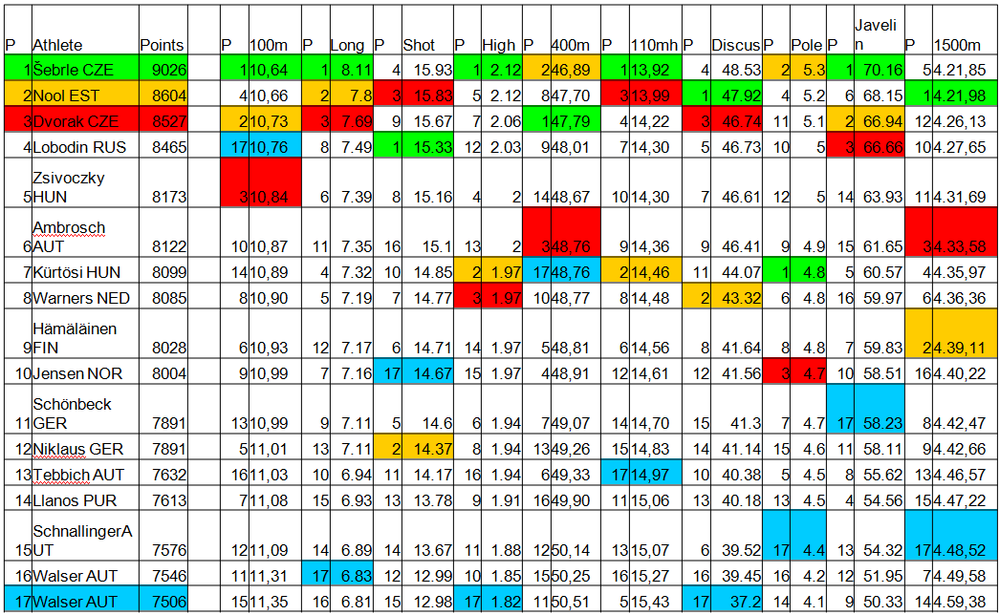 P Athlete Points P 100m P Long P Shot P High P 400m P 110mh P Discus P Pole P Javeli
n P 1500m
1 Šebrle CZE 9026 1 10,64 1 8.11 4 15.93 1 2.12 2 46,89 1 13,92 4 48.53 2 5.3 1 70.16 5 4.21,85
2 Nool EST 8604 4 10,66 2 7.8 3 15.83 5 2.12 8 47,70 3 13,99 1 47.92 4 5.2 6 68.15 1 4.21,98
3 Dvorak CZE 8527 2 10,73 3 7.69 9 15.67 7 2.06 1 47,79 4 14,22 3 46.74 11 5.1 2 66.94 12 4.26,13
4 Lobodin RUS 8465 17 10,76 8 7.49 1 15.33 12 2.03 9 48,01 7 14,30 5 46.73 10 5 3 66.66 10 4.27,65
Zsivoczky
5 HUN 8173 3 10,84 6 7.39 8 15.16 4 2 14 48,67 10 14,30 7 46.61 12 5 14 63.93 11 4.31,69
Ambrosch
6 AUT 8122 10 10,87 11 7.35 16 15.1 13 2 3 48,76 9 14,36 9 46.41 9 4.9 15 61.65 3 4.33,58
7 Kürtösi HUN 8099 14 10,89 4 7.32 10 14.85 2 1.97 17 48,76 2 14,46 11 44.07 1 4.8 5 60.57 4 4.35,97
8 Warners NED 8085 8 10,90 5 7.19 7 14.77 3 1.97 10 48,77 8 14,48 2 43.32 6 4.8 16 59.97 6 4.36,36
Hämäläinen
9 FIN 8028 6 10,93 12 7.17 6 14.71 14 1.97 5 48,81 6 14,56 8 41.64 8 4.8 7 59.83 2 4.39,11
10 Jensen NOR 8004 9 10,99 7 7.16 17 14.67 15 1.97 4 48,91 12 14,61 12 41.56 3 4.7 10 58.51 16 4.40,22
Schönbeck
11 GER 7891 13 10,99 9 7.11 5 14.6 6 1.94 7 49,07 14 14,70 15 41.3 7 4.7 17 58.23 8 4.42,47
12 Niklaus GER 7891 5 11,01 13 7.11 2 14.37 8 1.94 13 49,26 15 14,83 14 41.14 15 4.6 11 58.11 9 4.42,66
13 Tebbich AUT 7632 16 11,03 10 6.94 11 14.17 16 1.94 6 49,33 17 14,97 10 40.38 5 4.5 8 55.62 13 4.46,57
14 Llanos PUR 7613 7 11,08 15 6.93 13 13.78 9 1.91 16 49,90 11 15,06 13 40.18 13 4.5 4 54.56 15 4.47,22
SchnallingerA
15 UT 7576 12 11,09 14 6.89 14 13.67 11 1.88 12 50,14 13 15,07 6 39.52 17 4.4 13 54.32 17 4.48,52
16 Walser AUT 7546 11 11,31 17 6.83 12 12.99 10 1.85 15 50,25 16 15,27 16 39.45 16 4.2 12 51.95 7 4.49,58
17 Walser AUT 7506 15 11,35 16 6.81 15 12.98 17 1.82 11 50,51 5 15,43 17 37.2 14 4.1 9 50.33 14 4.59,38